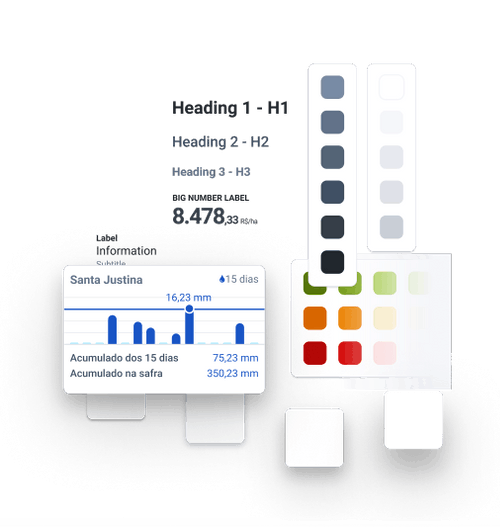 Heading 1 - H1
Heading 2 - H2
Heading 3 - H3
BIG NUMBER LABEL
8.478,33 R$/ha
Label
Information
Subtitle
Santa Justina 15 dias
16,23 mm
Acumulado dos 15 dias 75,23 mm
Acumulado na safra 350,23 mm